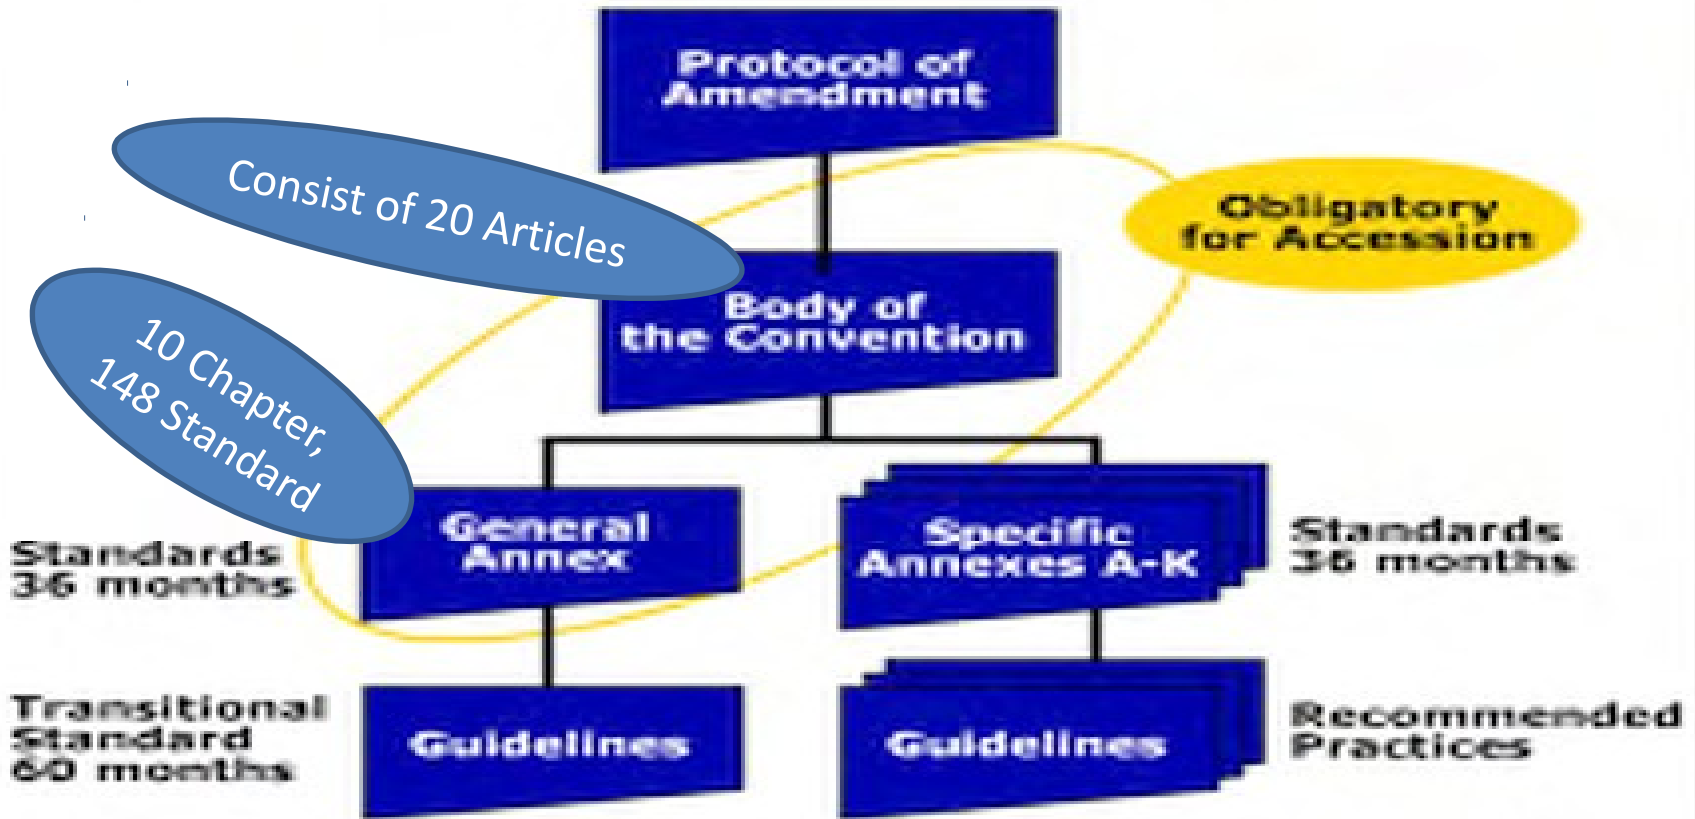 Protocol of
Amendment
Consist of 20 Articles
Obligatory
for Accession
Body of
the Convention
10 Chapter,
148 Standard
General
Annex
Specific
Annexes A-K
Standards
36 months
Standards
36 months
Transitional
Standard
60 months
Guidelines
Guidelines
Recommended
Practices